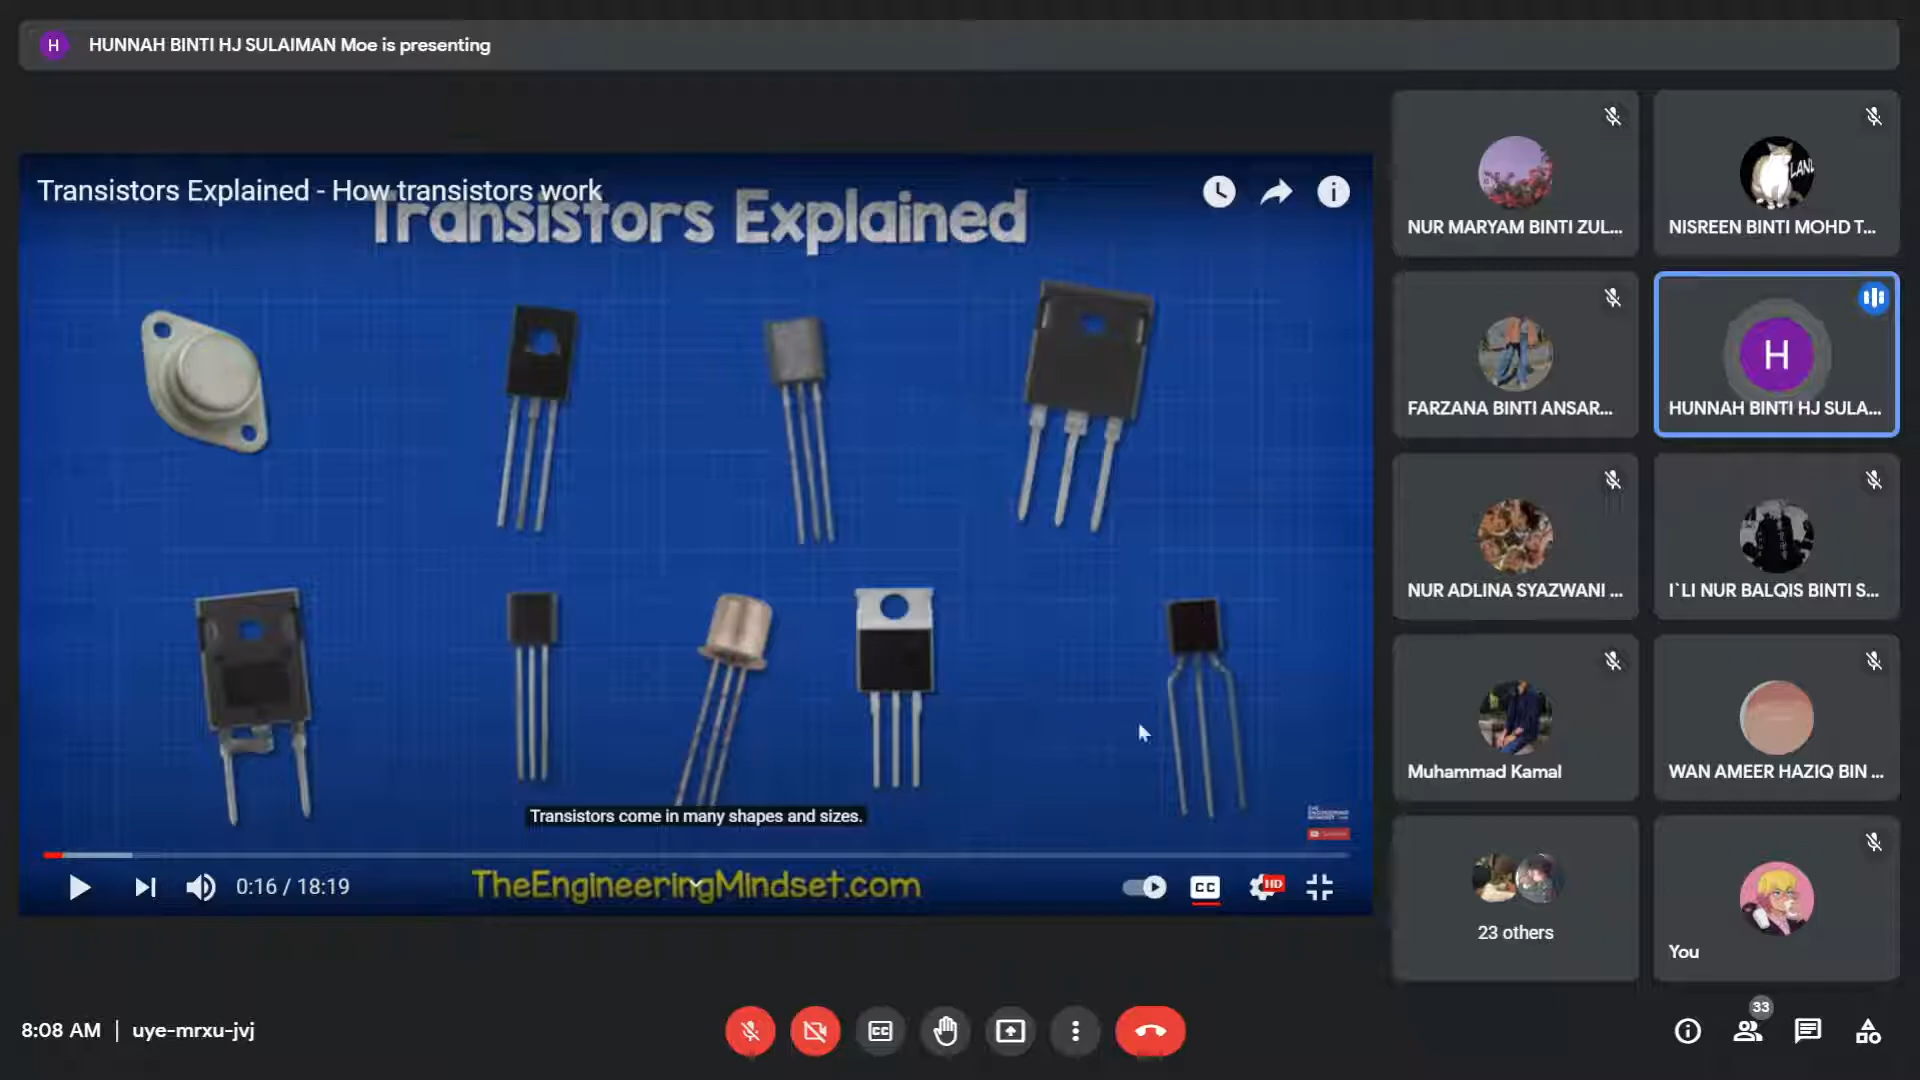 H HUNNAH BINTI HJ SULAIMAN Moe is presenting
Transistors Explained - How transistors work
Transistors Explained
Transistors come in many shapes and sizes.
0:16 / 18:19
TheEngineeringMindset.com
CC
HD
NUR MARYAM BINTI ZUL...
NISREEN BINTI MOHD T...
FARZANA BINTI ANSAR...
H
HUNNAH BINTI HJ SULA...
NUR ADLINA SYAZWANI ...
I`LI NUR BALQIS BINTI S...
Muhammad Kamal
WAN AMEER HAZIQ BIN ...
23 others
You
8:08 AM | uye-mrxu-jvj
CC
33